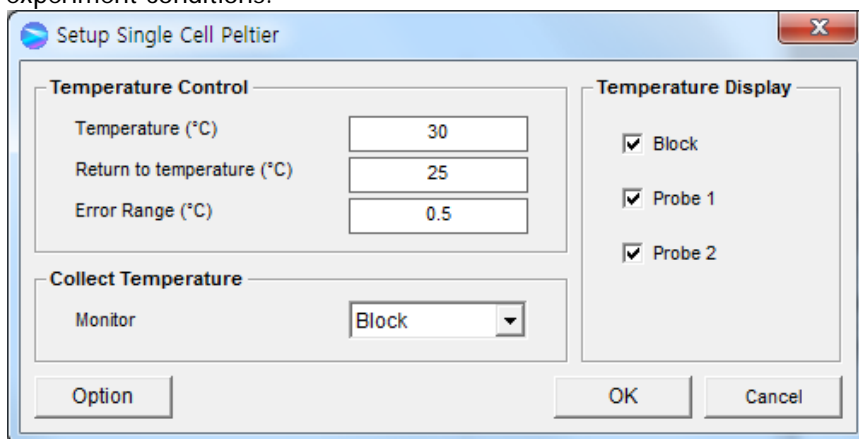 experiment conditions.
Setup Single Cell Peltier
Temperature Control
Temperature (°C) 30
Return to temperature (°C) 25
Error Range (°C) 0.5
Collect Temperature
Monitor Block
Temperature Display
Block
Probe 1
Probe 2
Option OK Cancel